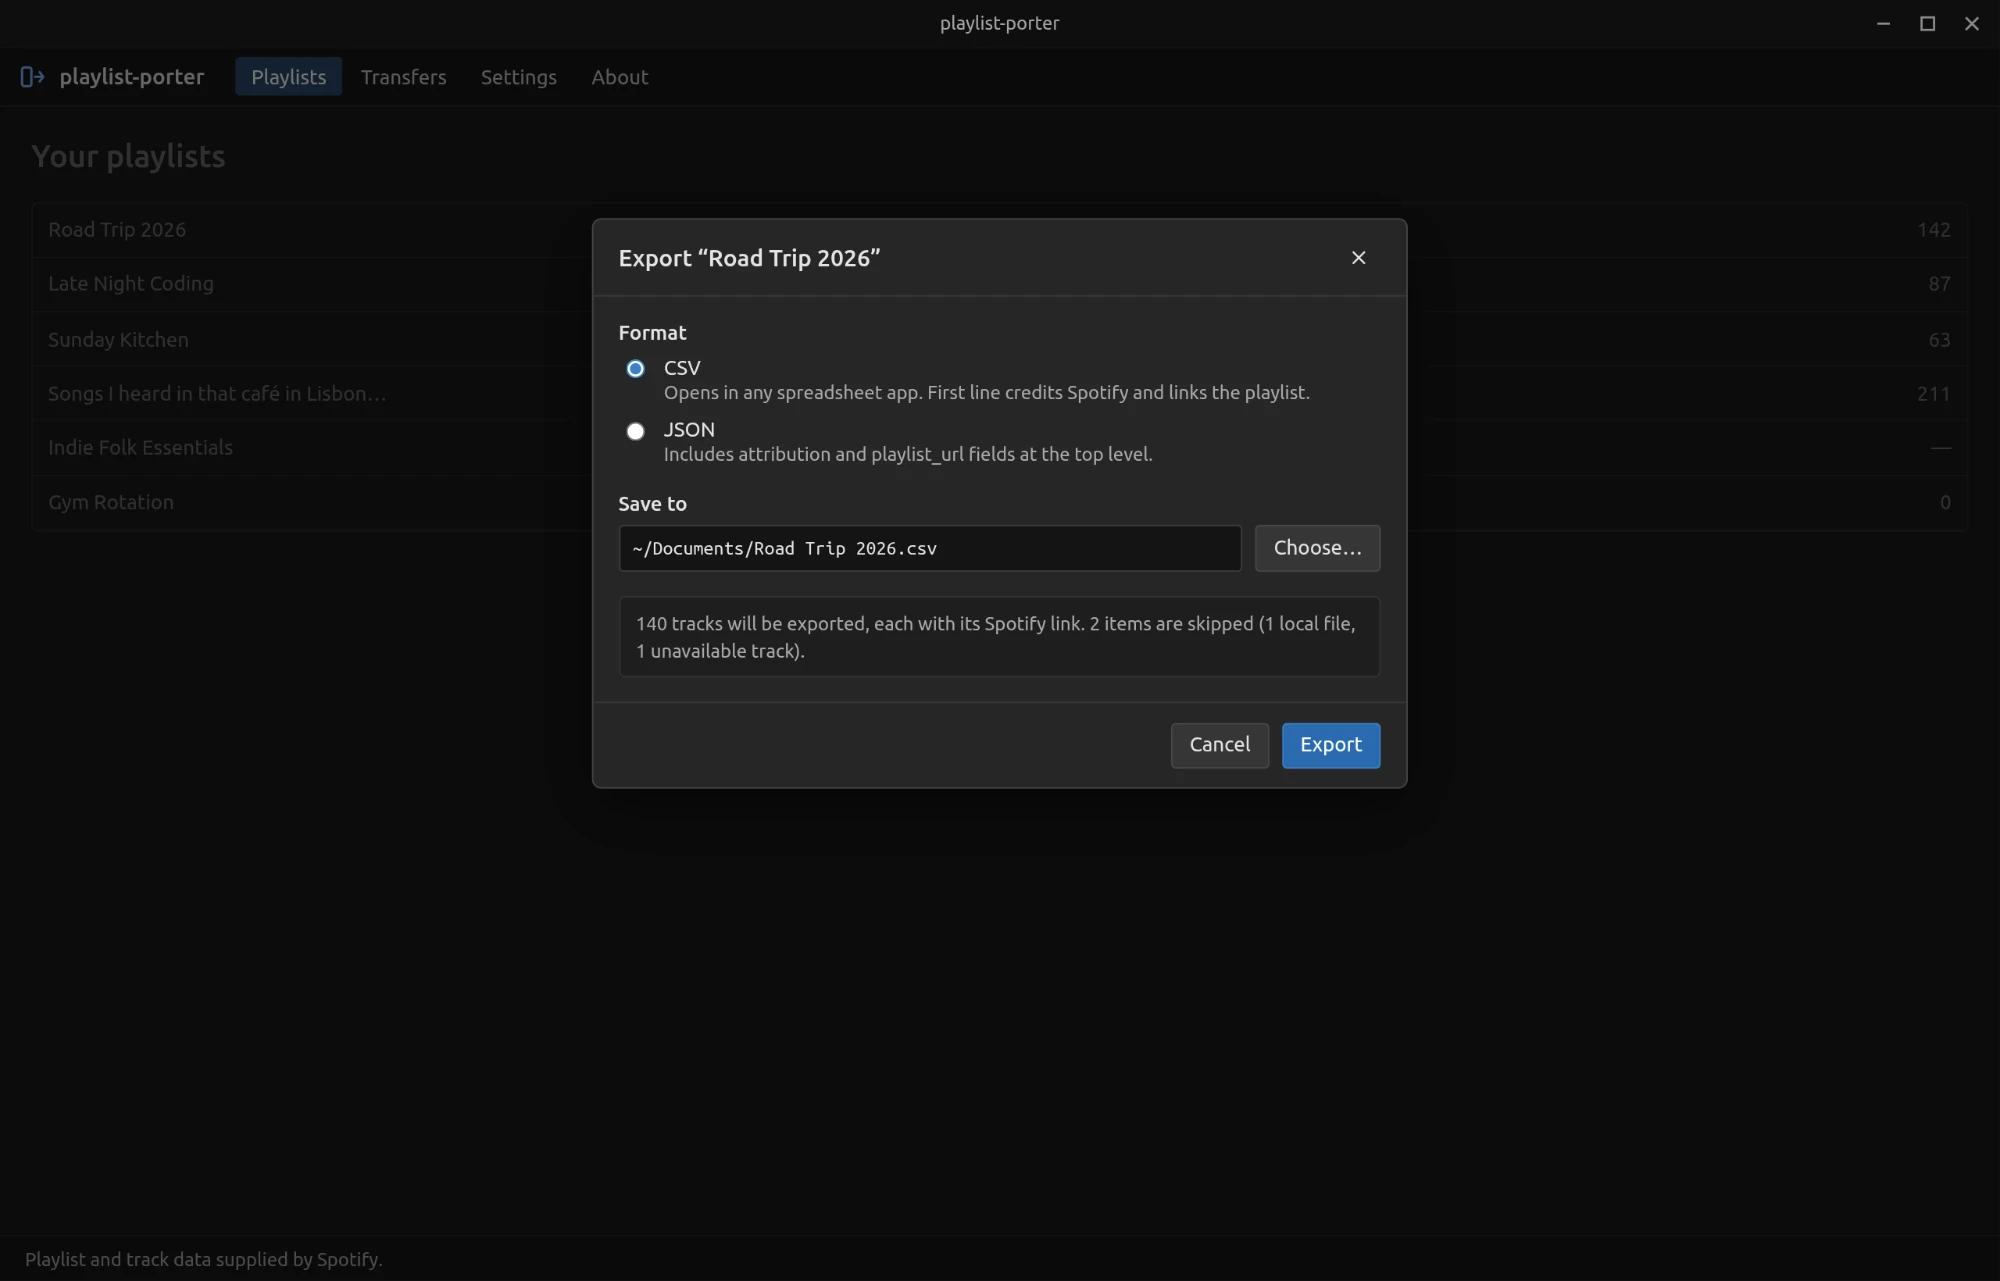 playlist-porter
playlist-porter
Playlists
Transfers
Settings
About
Your playlists
Road Trip 2026
142
Late Night Coding
87
Sunday Kitchen
63
Songs I heard in that café in Lisbon…
211
Indie Folk Essentials
—
Gym Rotation
0
Export “Road Trip 2026”
Format
CSV
Opens in any spreadsheet app. First line credits Spotify and links the playlist.
JSON
Includes attribution and playlist_url fields at the top level.
Save to
~/Documents/Road Trip 2026.csv
Choose…
140 tracks will be exported, each with its Spotify link. 2 items are skipped (1 local file,
1 unavailable track).
Cancel
Export
Playlist and track data supplied by Spotify.